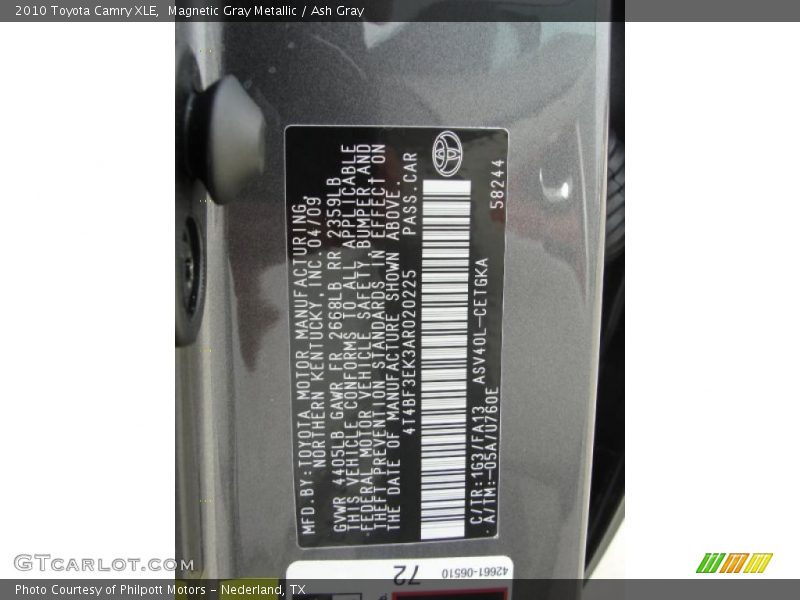 2010 Toyota Camry XLE,  Magnetic Gray Metallic / Ash Gray
MFD.BY:TOYOTA MOTOR MANUFACTURING,
NORTHERN KENTUCKY,INC.04/09
GVWR 4405LB GAWR FR 2668LB RR 2359LB
THIS VEHICLE CONFORMS TO ALL APPLICABLE
FEDERAL MOTOR VEHICLE SAFETY BUMPER,AND
THEFT PREVENTION STANDARDS IN EFFECT ON
THE DATE OF MANUFACTURE SHOWN ABOVE.
4T4BF3EK3AR020225 PASS.CAR
C/TR:1G3/FA13 ASV40L-CETGKA
A/TM:-05A/U760E 58244
42661-06510
72
GTCarLot.com
Photo Courtesy of Philpott Motors - Nederland, TX